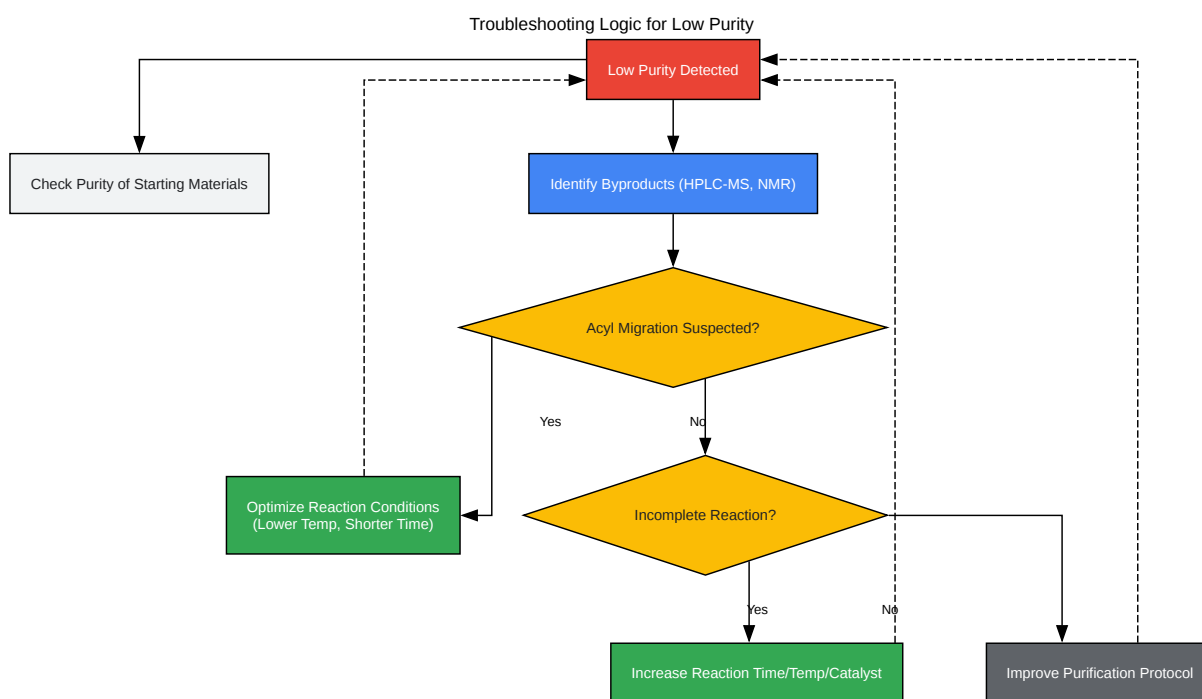 Troubleshooting Logic for Low Purity
Low Purity Detected
Check Purity of Starting Materials
Identify Byproducts (HPLC-MS, NMR)
Acyl Migration Suspected?
Yes
No
Optimize Reaction Conditions
(Lower Temp, Shorter Time)
Incomplete Reaction?
Yes
No
Increase Reaction Time/Temp/Catalyst
Improve Purification Protocol